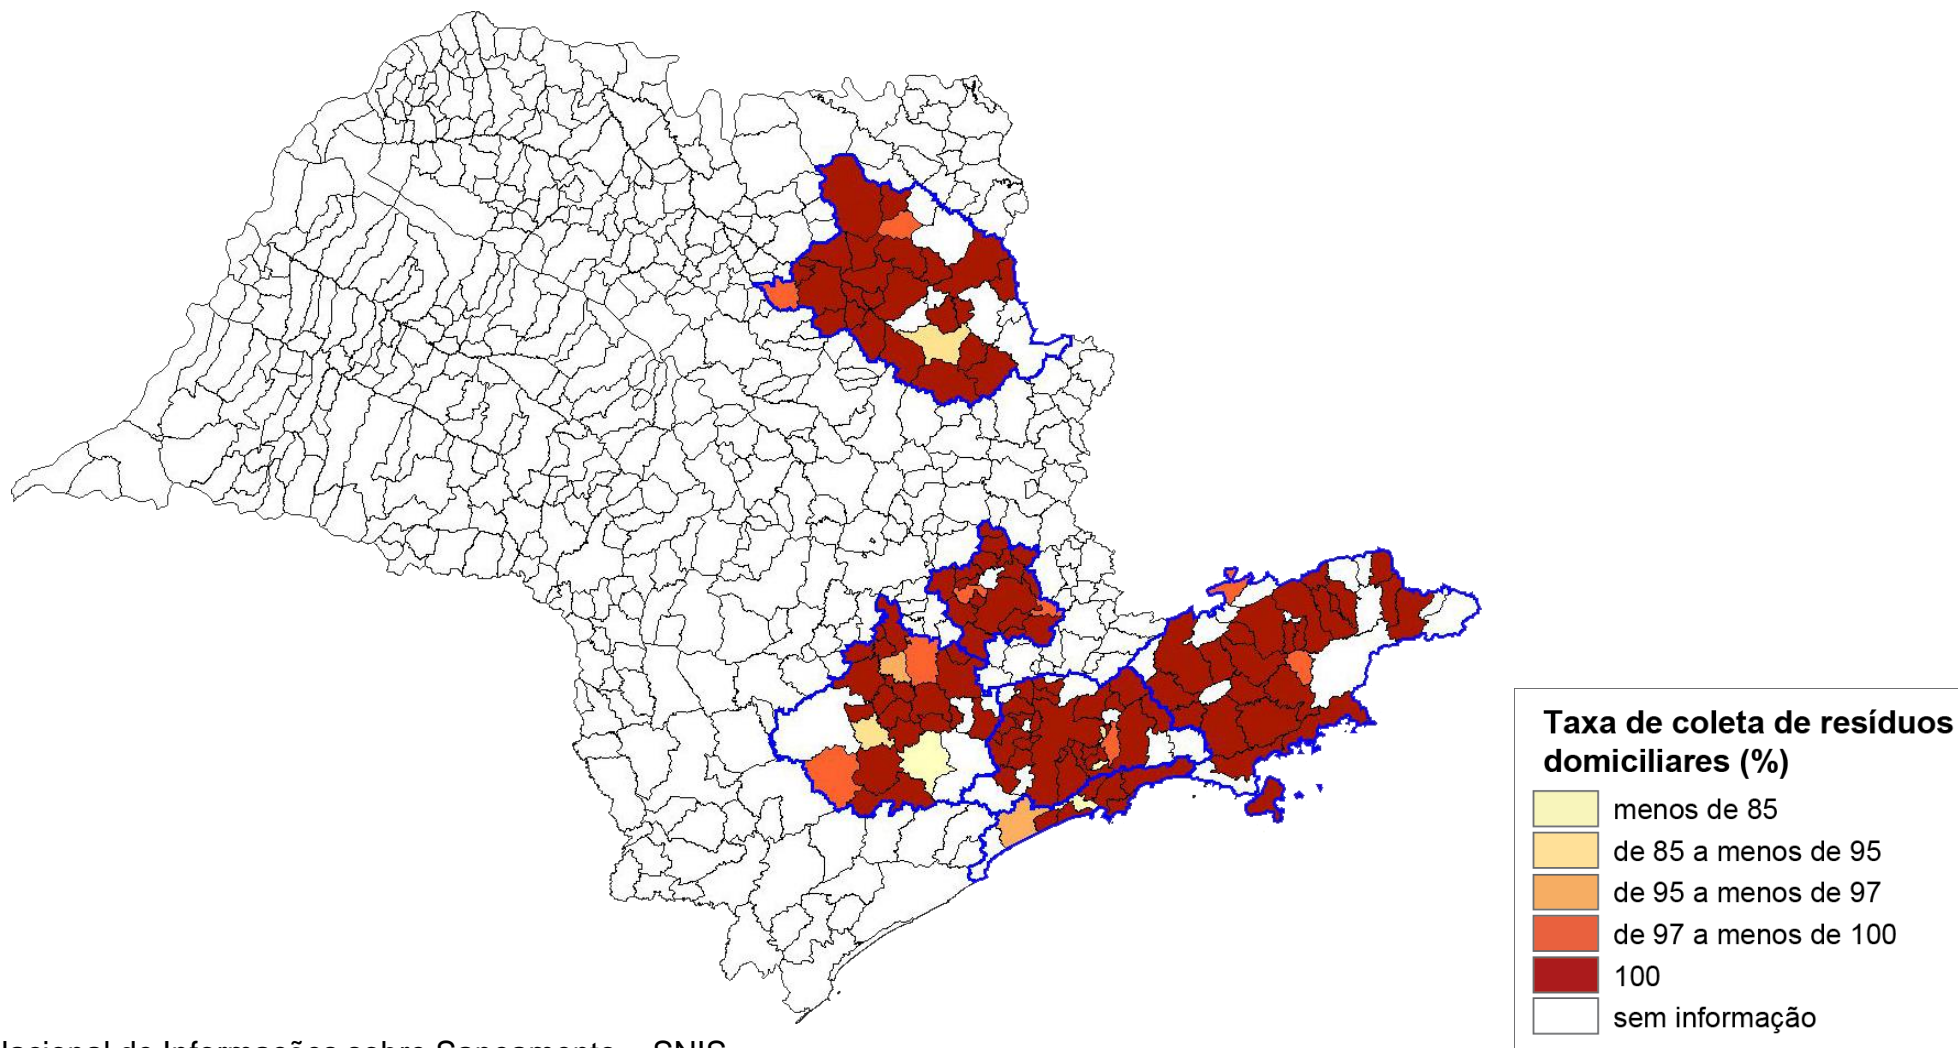 Taxa de coleta de resíduos
domiciliares (%)
menos de 85
de 85 a menos de 95
de 95 a menos de 97
de 97 a menos de 100
100
sem informação
de Informações sobre Saneamento – SNIS